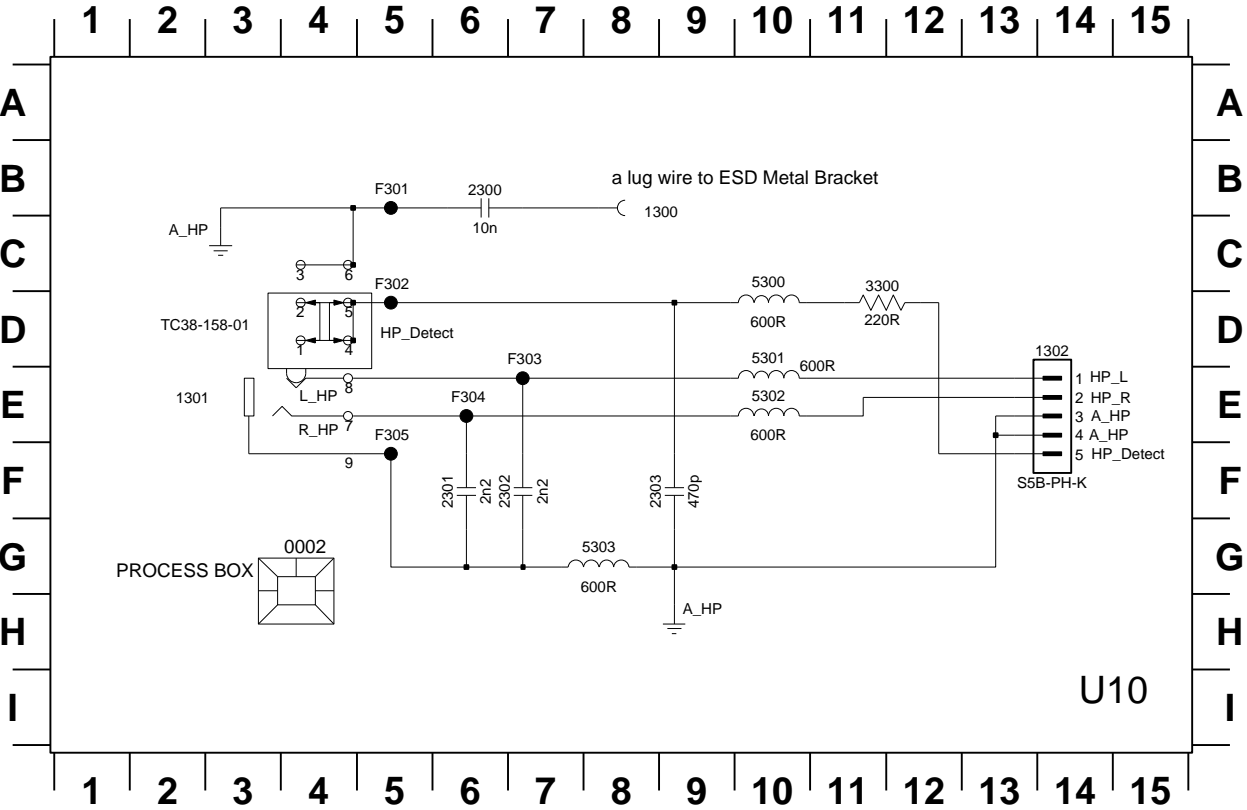 1 2 3 4 5 6 7 8 9 10 11 12 13 14 15
A A
B B
C C
D D
E E
F F
G G
H H
I I
a lug wire to ESD Metal Bracket
F301
2300
10n
1300
A_HP
3 6
F302
5300
600R
3300
220R
2 5
TC38-158-01
HP_Detect
1 4
F303
5301
600R
1302
8
L_HP
1301
F304
5302
600R
R_HP 7
F305
9
1 HP_L
2 HP_R
3 A_HP
4 A_HP
5 HP_Detect
S5B-PH-K
2301
2n2
2302
2n2
2303
470p
0002
PROCESS BOX
5303
600R
A_HP
U10
1 2 3 4 5 6 7 8 9 10 11 12 13 14 15